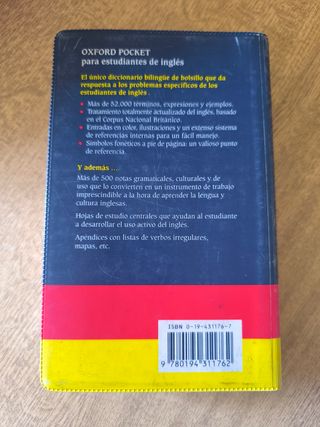 OXFORD POCKET
para estudiantes de inglés
El único diccionario bilingüe de bolsillo que da
respuesta a los problemas específicos de los
estudiantes de inglés.
• Más de 52.000 términos, expresiones y ejemplos.
• Tratamiento totalmente actualizado del inglés, basado
en el Corpus Nacional Británico.
• Entradas en color, ilustraciones y un extenso sistema
de referencias internas para un fácil manejo.
• Símbolos fonéticos a pie de página: un valioso punto
de referencia.
Y además ...
Más de 500 notas gramaticales, culturales y de
uso que lo convierten en un instrumento de trabajo
imprescindible a la hora de aprender la lengua y
cultura inglesas.
Hojas de estudio centrales que ayudan al estudiante
a desarrollar el uso activo del inglés.
Apéndices con listas de verbos irregulares,
mapas, etc.
ISBN 0-19-431176-7
9 780194 311762